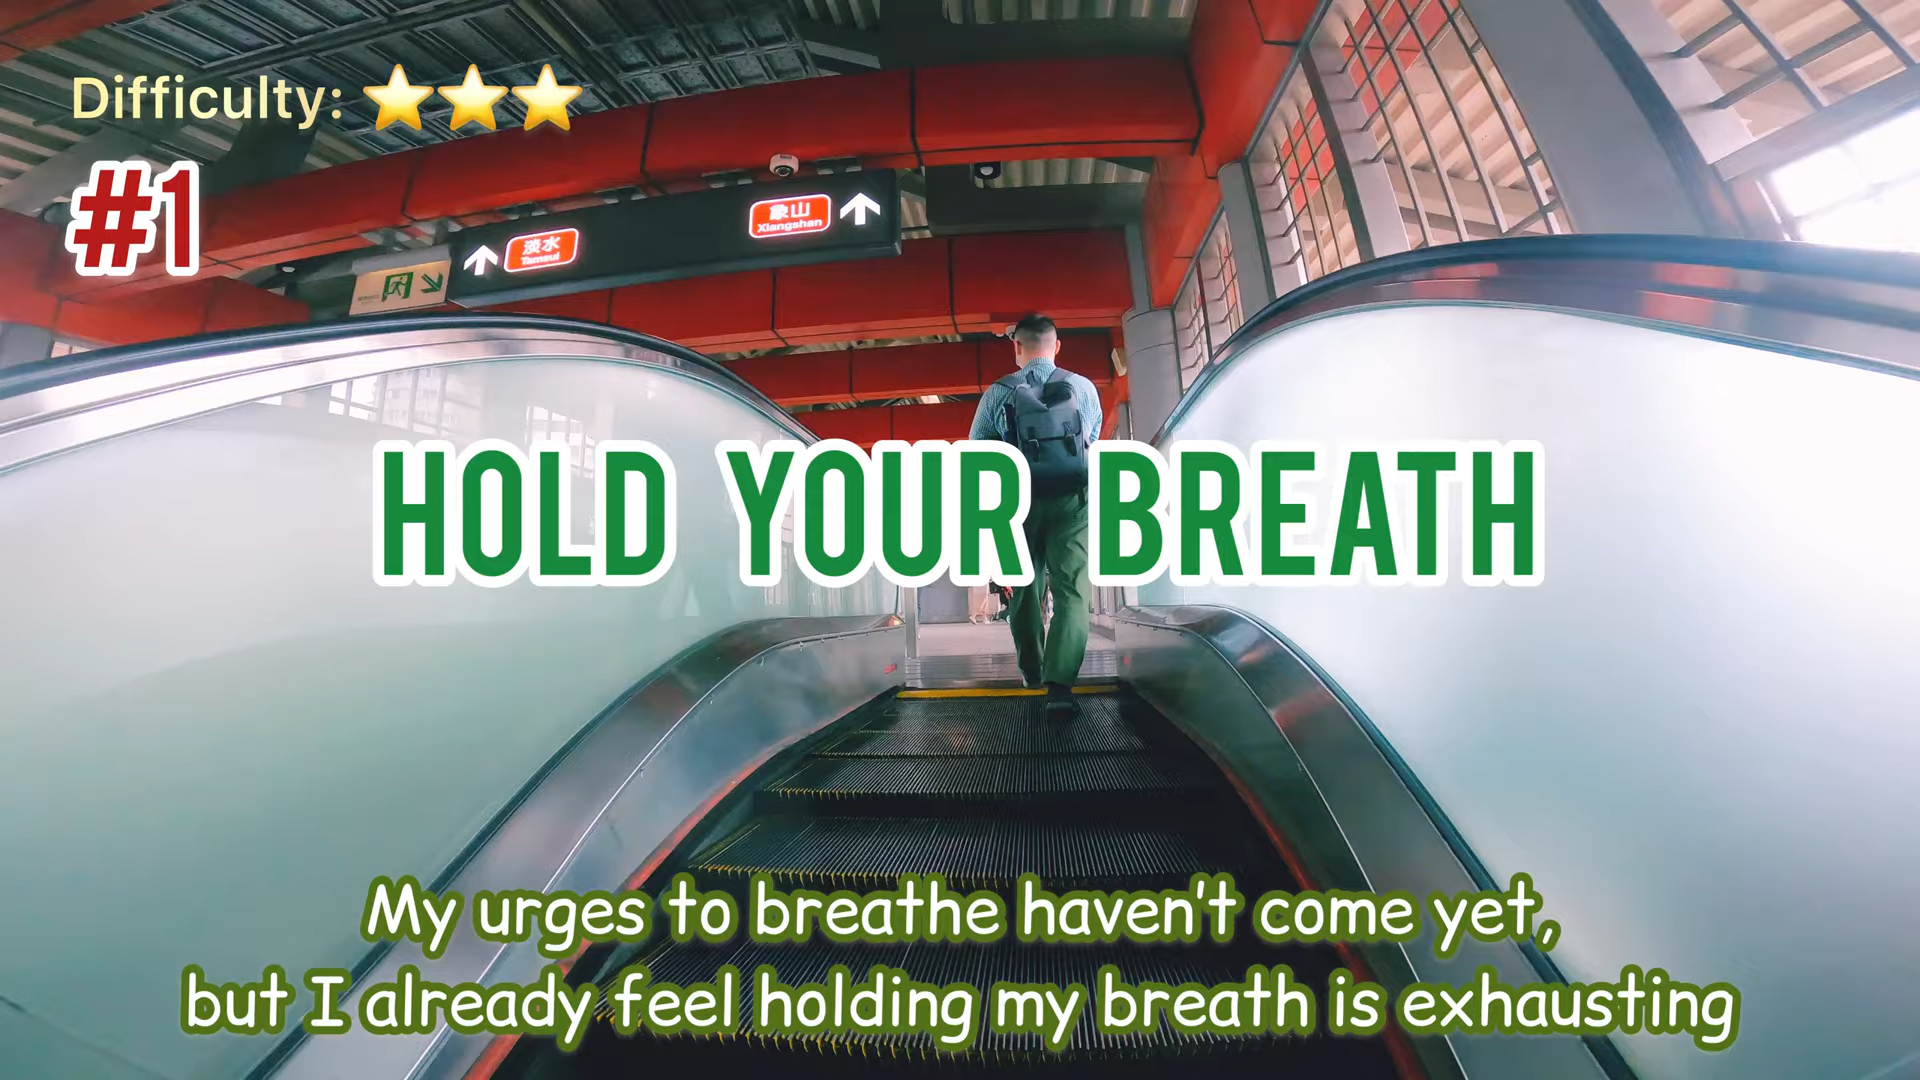 Difficulty: ⭐⭐⭐
#1
象山
Xiangshan
淡水
Tamsui
HOLD YOUR BREATH
My urges to breathe haven't come yet,
but I already feel holding my breath is exhausting